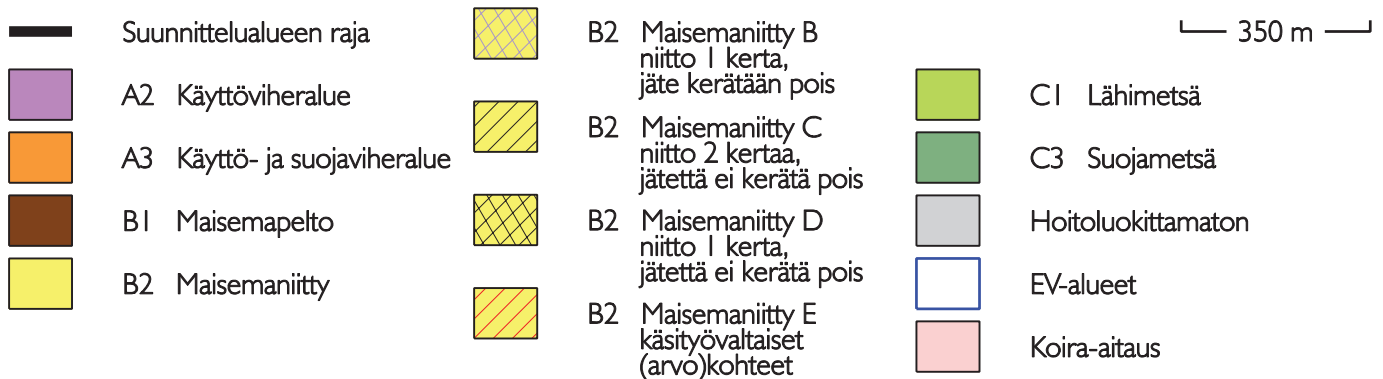 Suunnittelualueen raja
A2 Käyttöviheralue
A3 Käyttö- ja suojaviheralue
B1 Maisemapelto
B2 Maisemaniitty
B2 Maisemaniitty B
niitto 1 kerta,
jäte kerätään pois
B2 Maisemaniitty C
niitto 2 kertaa,
jätettä ei kerätä pois
B2 Maisemaniitty D
niitto 1 kerta,
jätettä ei kerätä pois
B2 Maisemaniitty E
käsityövaltaiset
(arvo)kohteet
350 m
C1 Lähimetsä
C3 Suojametsä
Hoitoluokittamaton
EV-alueet
Koira-aitaus